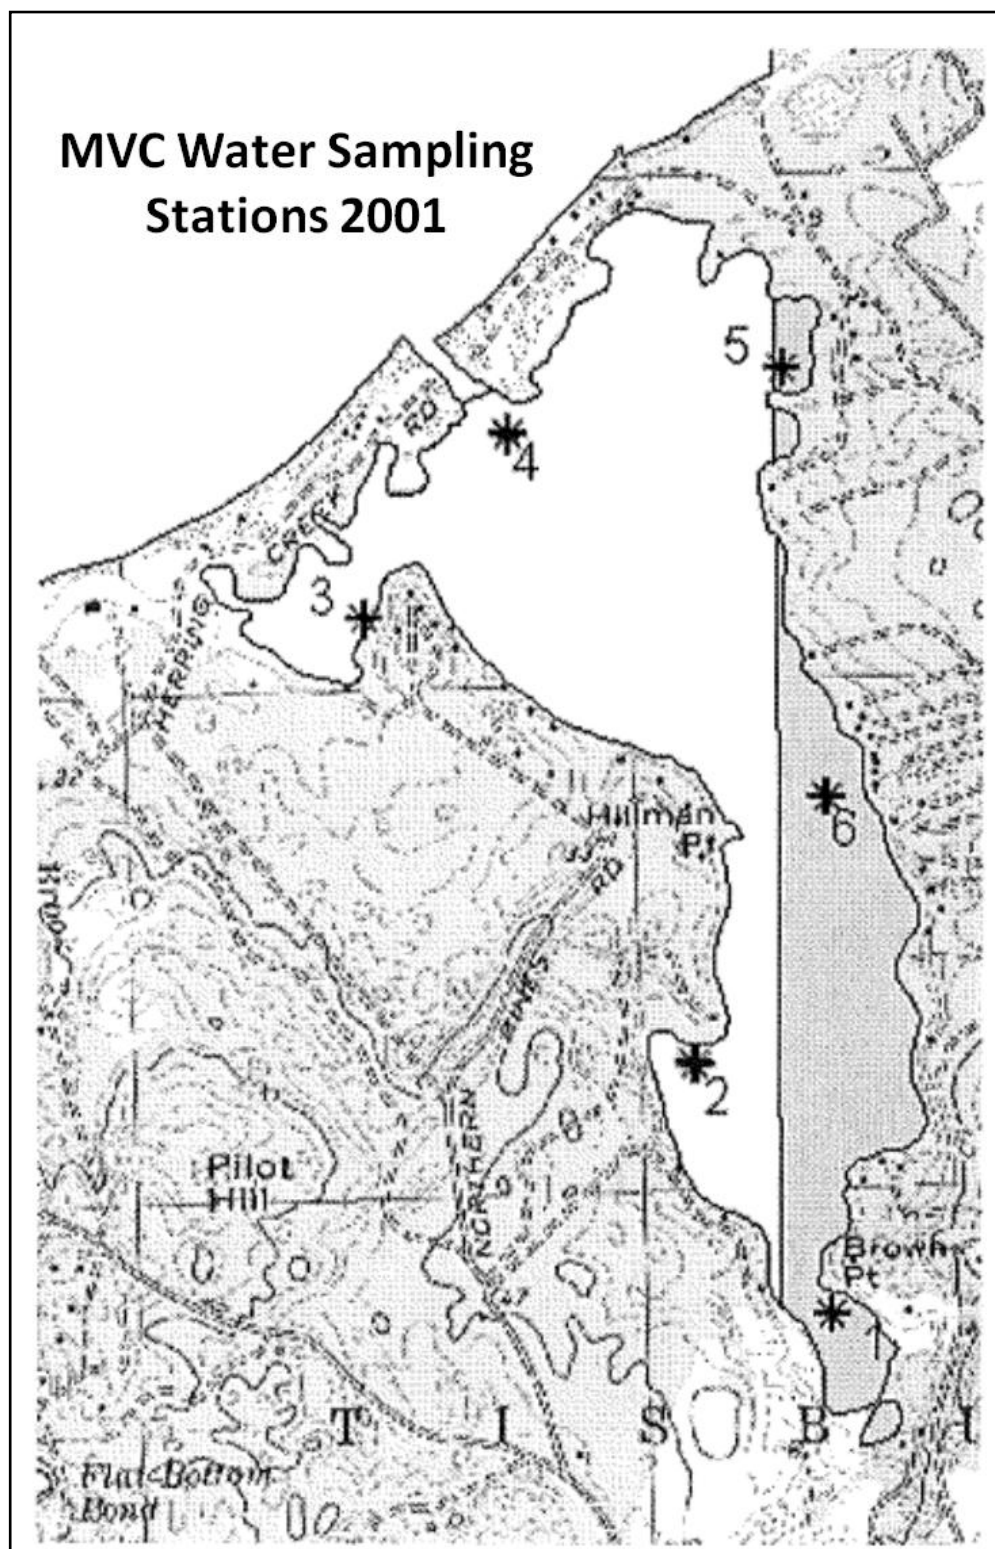 MVC Water Sampling
Stations 2001
5
4
RD
CREEK
3
HERRING
Hillman
Pt
6
RD
PINES
2
NORTHERN
Pilot
Hill
Brown
Pt
1
T I S B
Flat Bottom
Pond